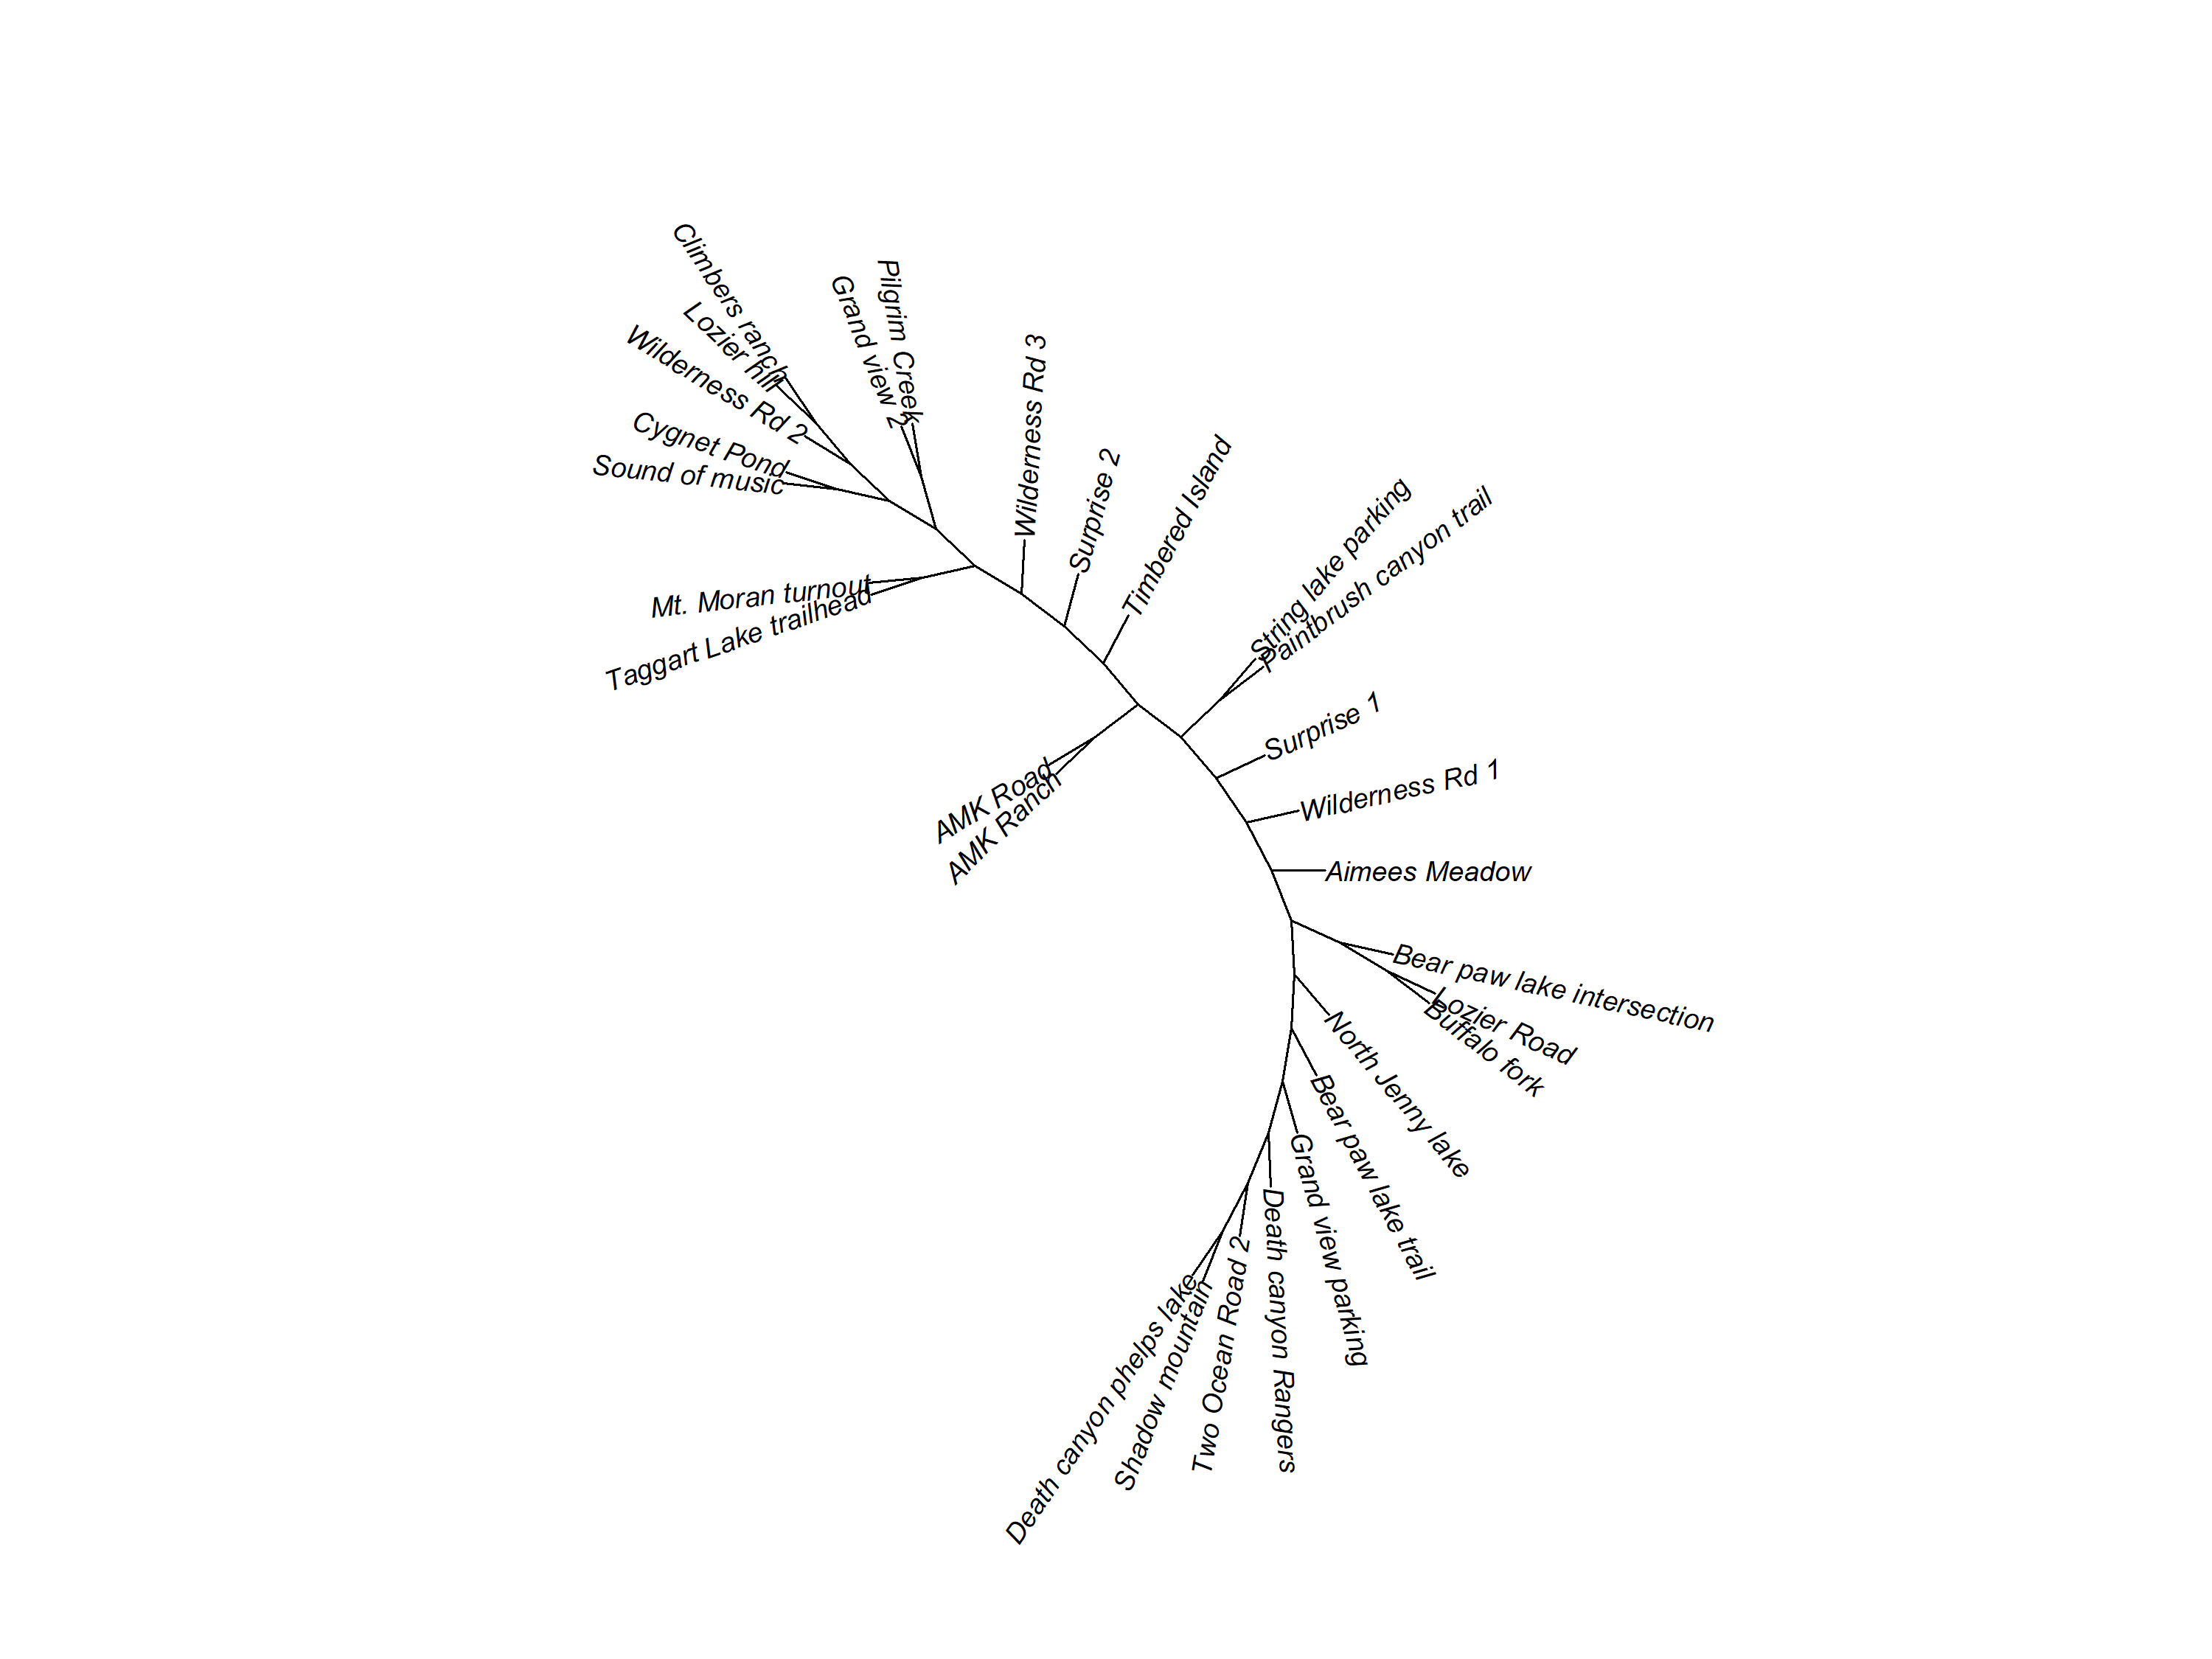 Climbers ranch
Lozier hill
Wilderness Rd 2
Cygnet Pond
Sound of music
Pilgrim Creek
Grand view 2
Wilderness Rd 3
Surprise 2
Timbered Island
Mt. Moran turnout
Taggart Lake trailhead
String lake parking
Paintbrush canyon trail
Surprise 1
Wilderness Rd 1
AMK Road
AMK Ranch
Aimees Meadow
Bear paw lake intersection
Lozier Road
Buffalo fork
North Jenny lake
Bear paw lake trail
Grand view parking
Death canyon Rangers
Two Ocean Road 2
Shadow mountain
Death canyon phelps lake